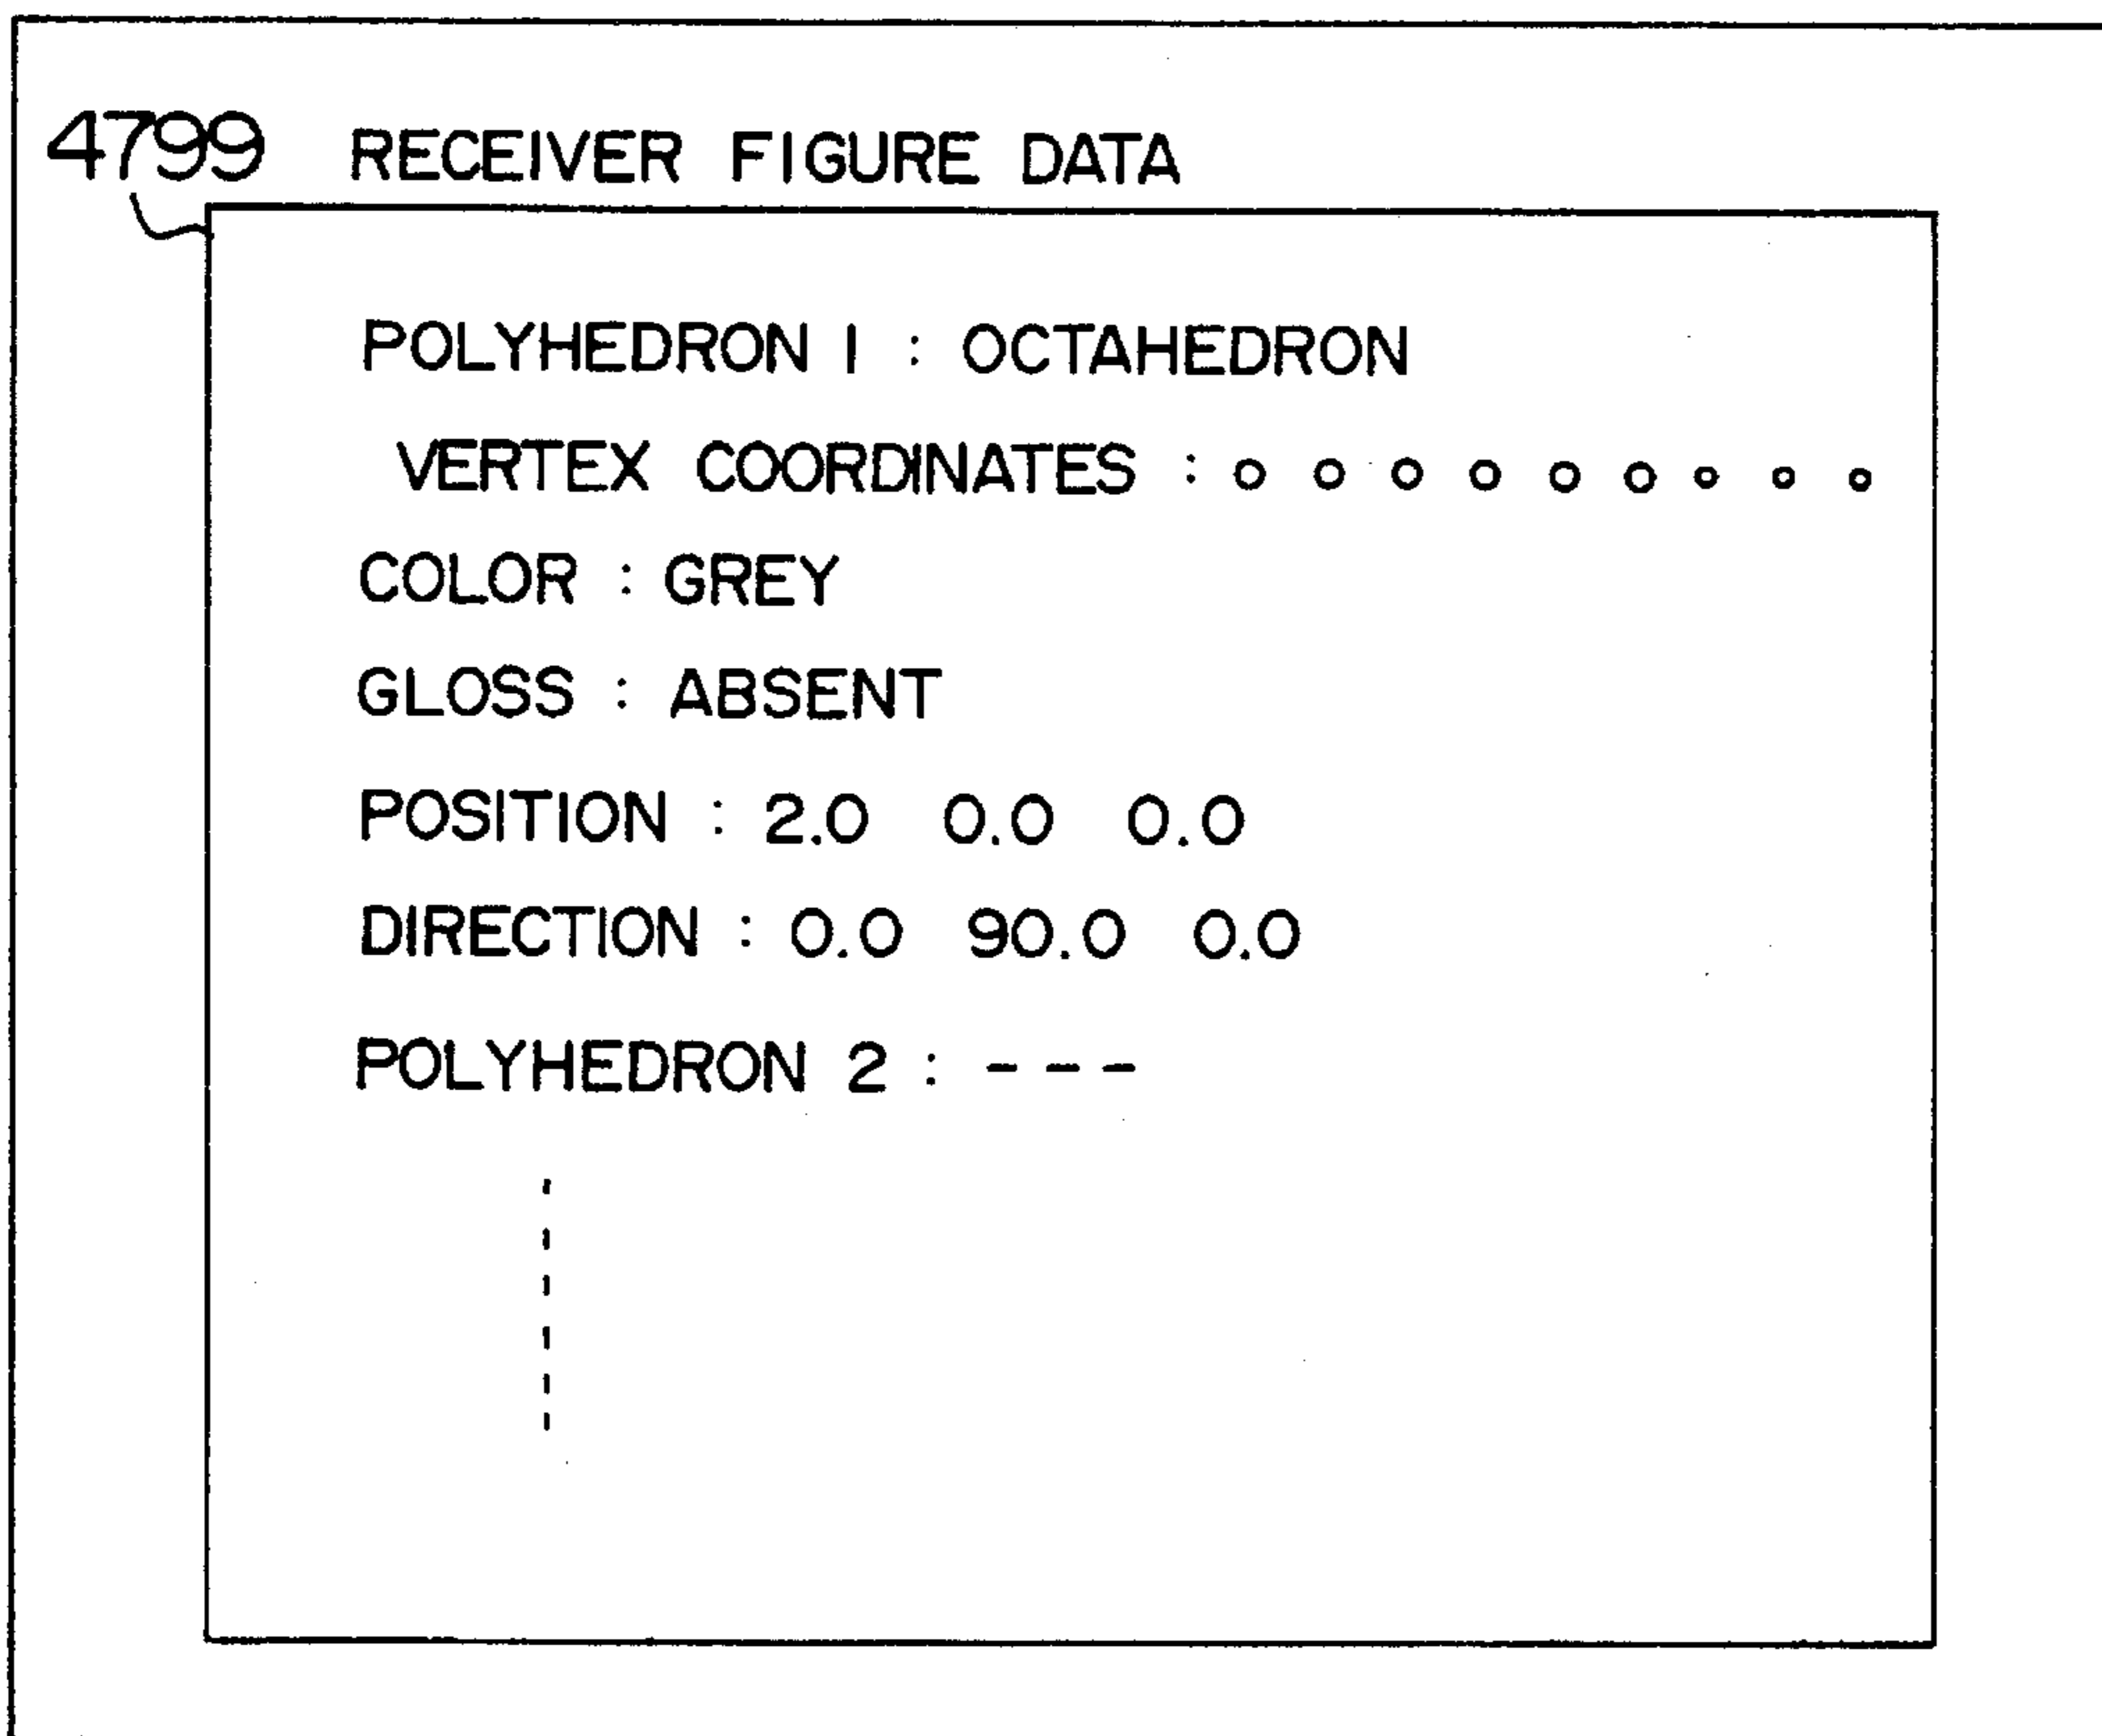 4799 RECEIVER FIGURE DATA
POLYHEDRON 1 : OCTAHEDRON
VERTEX COORDINATES : o o o o o o o o o
COLOR : GREY
GLOSS : ABSENT
POSITION : 2.0 0.0 0.0
DIRECTION : 0.0 90.0 0.0
POLYHEDRON 2 : ---